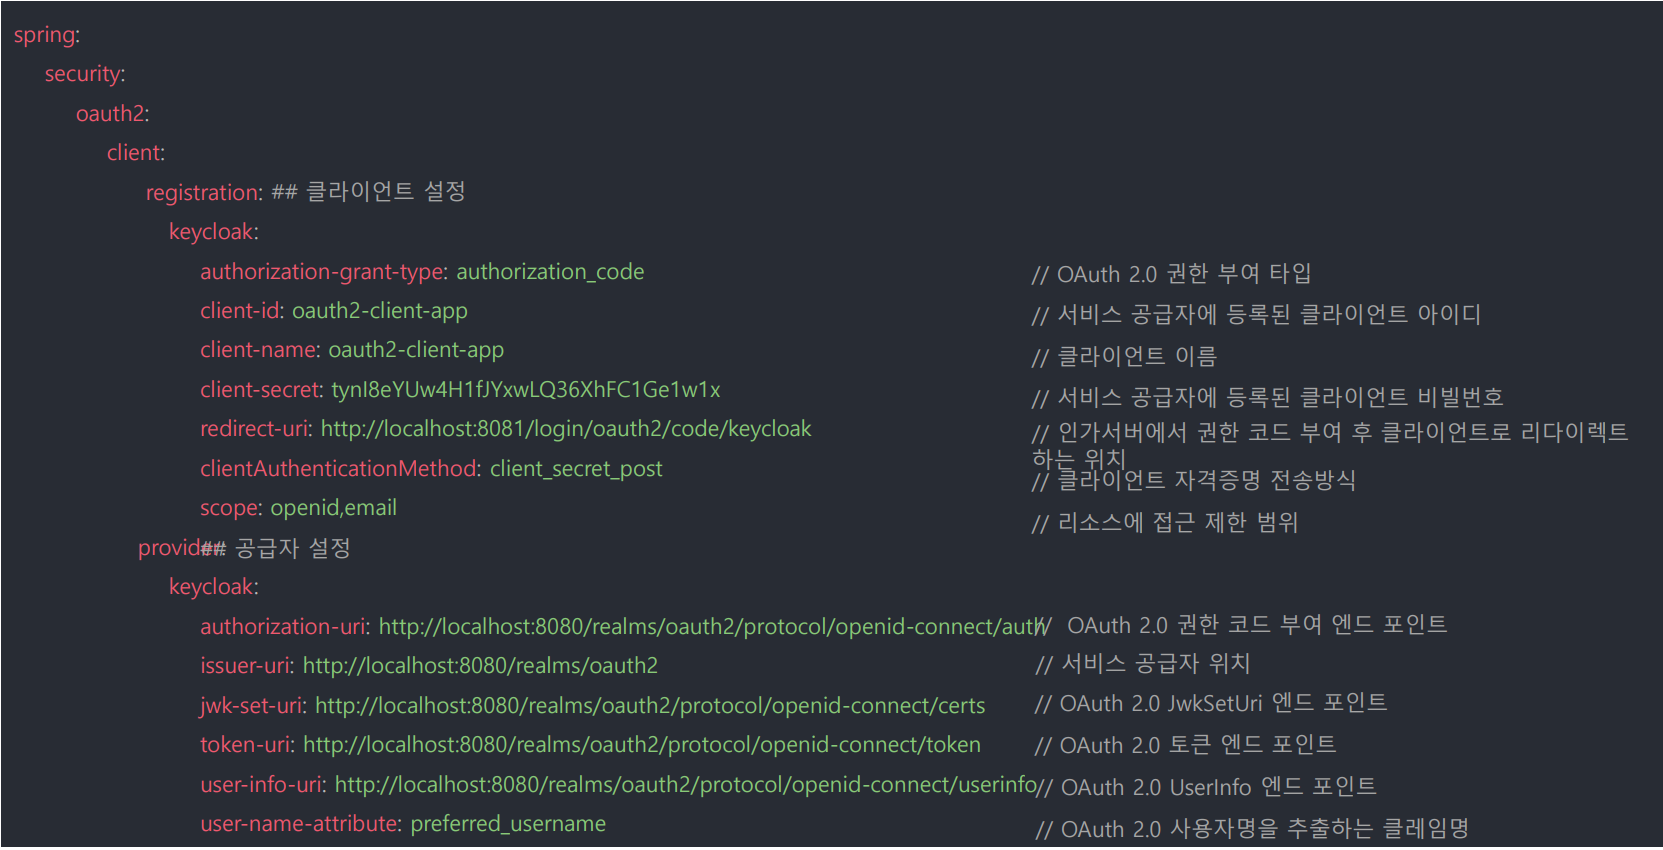 spring:
security:
oauth2:
client:
registration: ## 클라이언트 설정
keycloak:
authorization-grant-type: authorization_code // OAuth 2.0 권한 부여 타입
client-id: oauth2-client-app // 서비스 공급자에 등록된 클라이언트 아이디
client-name: oauth2-client-app // 클라이언트 이름
client-secret: tynI8eYUw4H1fJYxwLQ36XhFC1Ge1w1x // 서비스 공급자에 등록된 클라이언트 비빌번호
redirect-uri: http://localhost:8081/login/oauth2/code/keycloak // 인가서버에서 권한 코드 부여 후 클라이언트로 리다이렉트
하는 위치
clientAuthenticationMethod: client_secret_post // 클라이언트 자격증명 전송방식
scope: openid,email // 리소스에 접근 제한 범위
provider: ## 공급자 설정
keycloak:
authorization-uri: http://localhost:8080/realms/oauth2/protocol/openid-connect/auth // OAuth 2.0 권한 코드 부여 엔드 포인트
issuer-uri: http://localhost:8080/realms/oauth2 // 서비스 공급자 위치
jwk-set-uri: http://localhost:8080/realms/oauth2/protocol/openid-connect/certs // OAuth 2.0 JwkSetUri 엔드 포인트
token-uri: http://localhost:8080/realms/oauth2/protocol/openid-connect/token // OAuth 2.0 토큰 엔드 포인트
user-info-uri: http://localhost:8080/realms/oauth2/protocol/openid-connect/userinfo // OAuth 2.0 UserInfo 엔드 포인트
user-name-attribute: preferred_username // OAuth 2.0 사용자명을 추출하는 클레임명